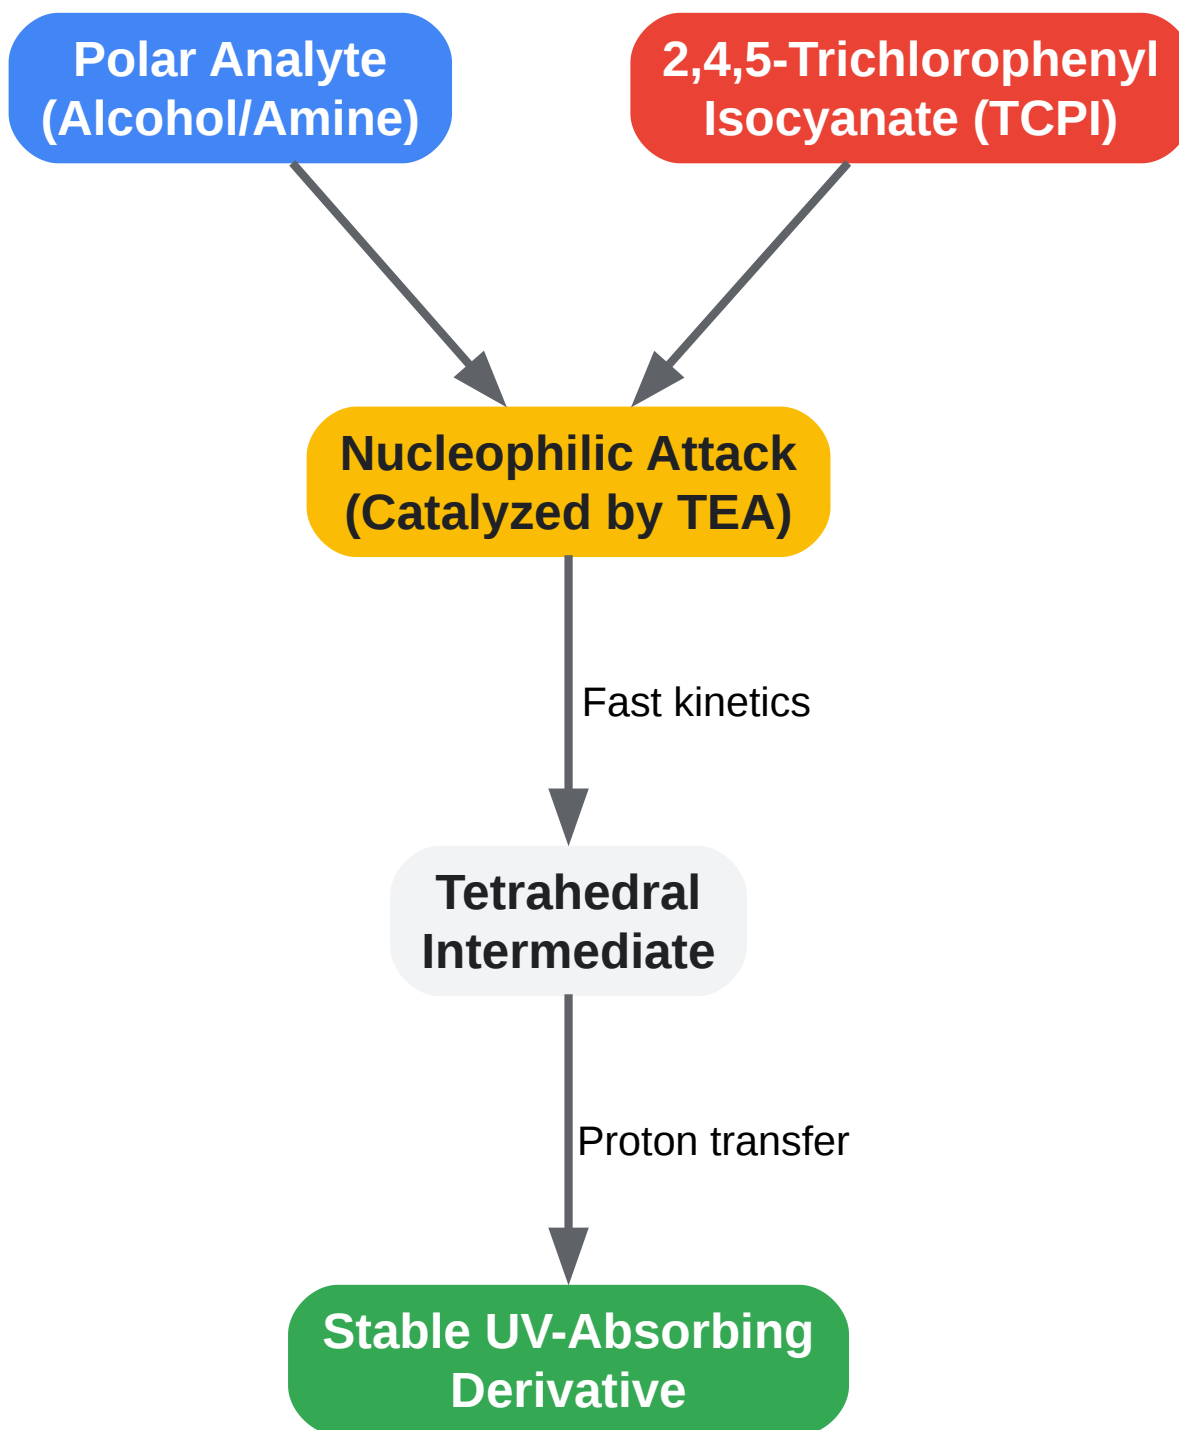 Polar Analyte
(Alcohol/Amine)
2,4,5-Trichlorophenyl
Isocyanate (TCPI)
Nucleophilic Attack
(Catalyzed by TEA)
Fast kinetics
Tetrahedral
Intermediate
Proton transfer
Stable UV-Absorbing
Derivative